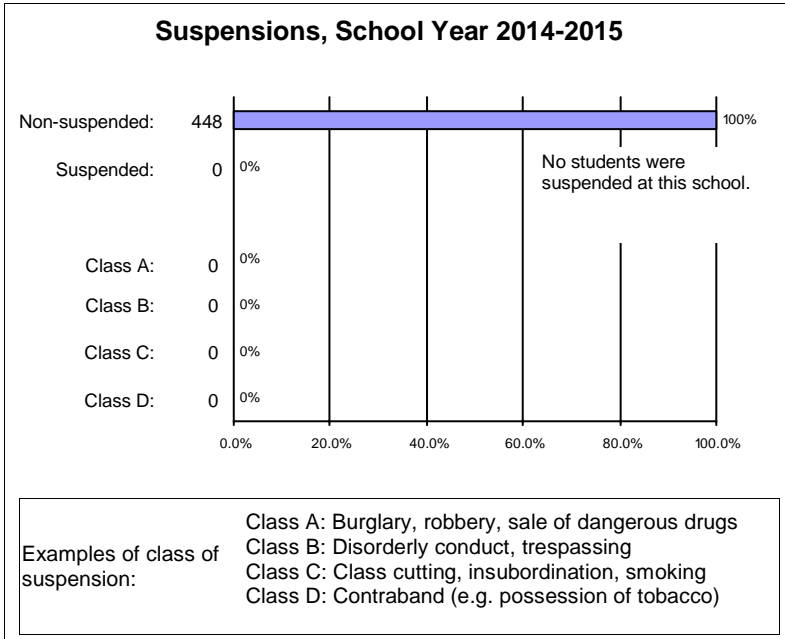 Suspensions, School Year 2014-2015
Non-suspended: 448 100%
Suspended: 0 0%
No students were
suspended at this school.
Class A: 0 0%
Class B: 0 0%
Class C: 0 0%
Class D: 0 0%
0.0% 20.0% 40.0% 60.0% 80.0% 100.0%
Examples of class of
suspension:
Class A: Burglary, robbery, sale of dangerous drugs
Class B: Disorderly conduct, trespassing
Class C: Class cutting, insubordination, smoking
Class D: Contraband (e.g. possession of tobacco)